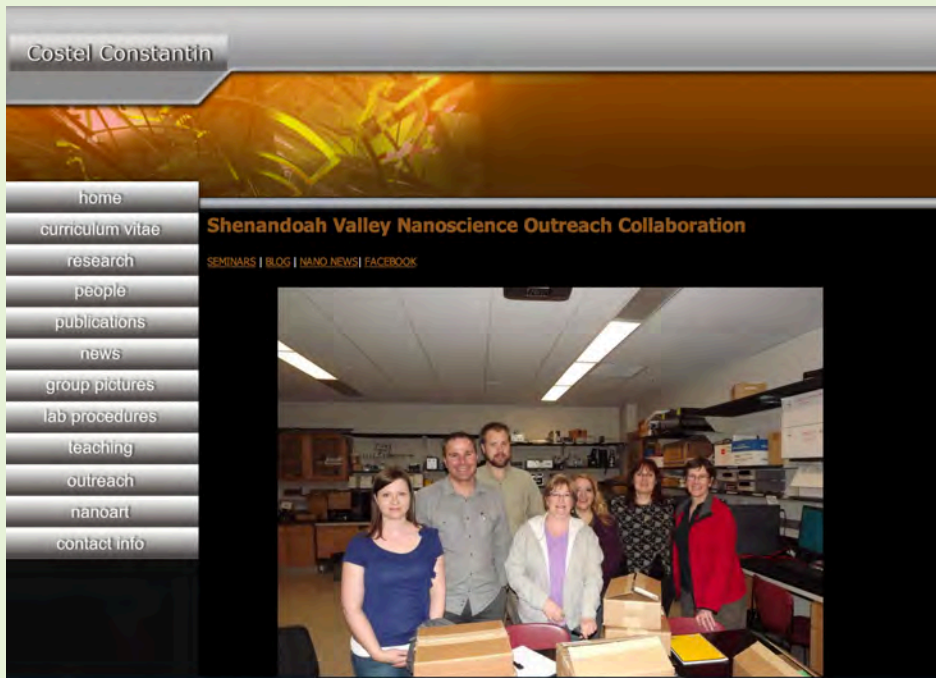 Costel Constantin
home
curriculum vitae
research
people
publications
news
group pictures
lab procedures
teaching
outreach
nanoart
contact info
Shenandoah Valley Nanoscience Outreach Collaboration
SEMINARS | BLOG | NANO NEWS| FACEBOOK